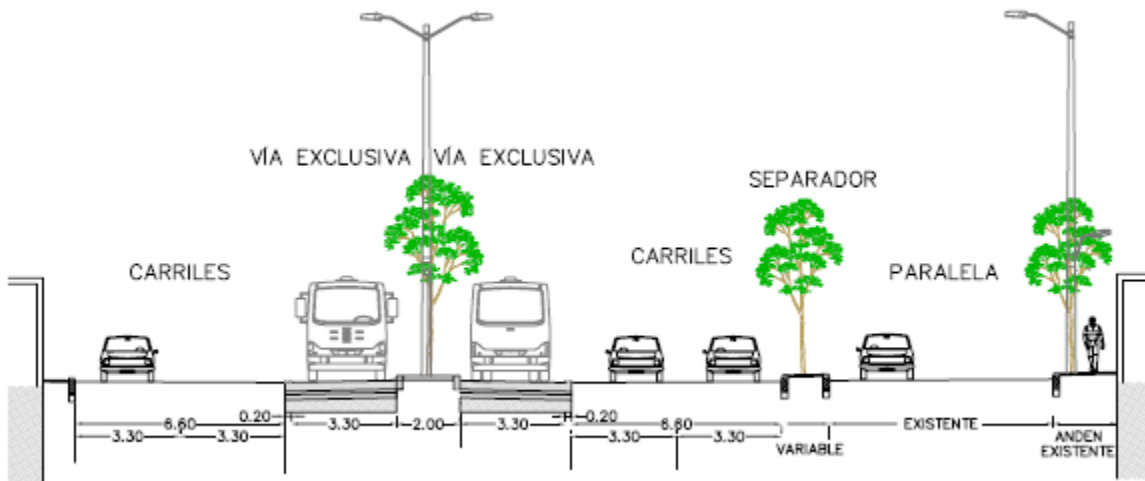 VÍA EXCLUSIVA VÍA EXCLUSIVA
SEPARADOR
CARRILES
CARRILES
PARALELA
0.20
0.20
6.60
3.30
2.00
3.30
6.60
EXISTENTE
3.30
3.30
3.30
3.30
VARIABLE
ANDEN
EXISTENTE